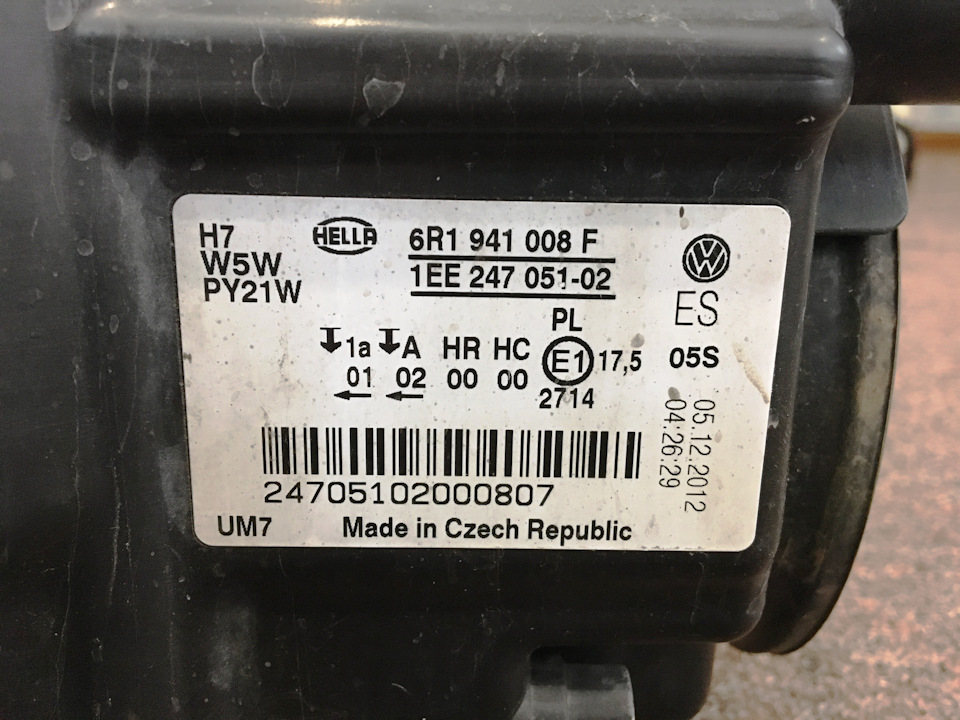 H7
W5W
PY21W
HELLA
6R1 941 008 F
1EE 247 051-02
VW
ES
05S
PL
1a A HR HC E1 17,5
01 02 00 00
2714
05.12.2012
04:26:29
24705102000807
UM7 Made in Czech Republic